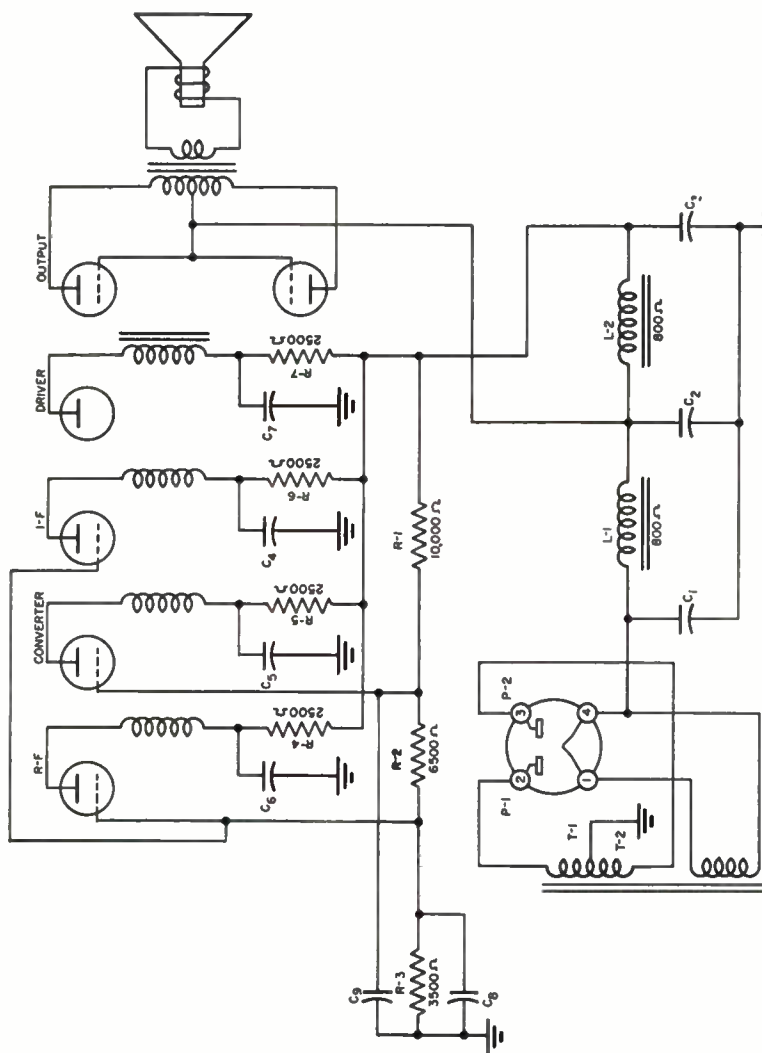 OUTPUT
DRIVER
I-F
CONVERTER
R-F
2500Ω
R-7
C7
2500Ω
R-6
C4
2500Ω
R-5
C5
2500Ω
R-4
C6
R-1
10,000Ω
R-2
6500Ω
R-3
3500Ω
C9
C8
L-2
800Ω
L-1
800Ω
C2
C1
P-2
P-1
3
4
2
1
T-1
T-2